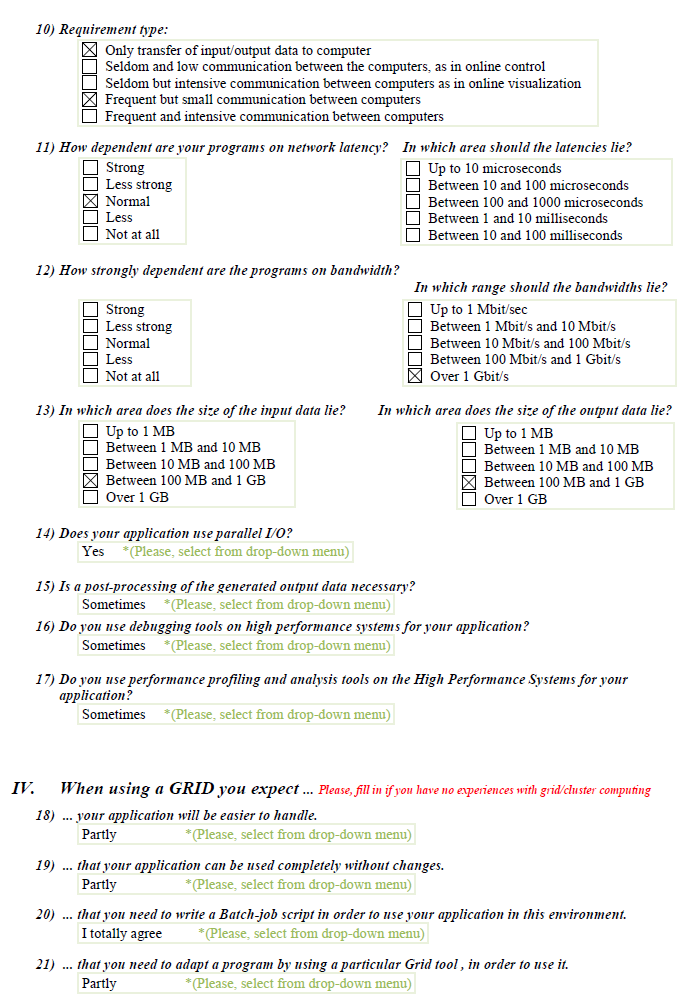 10) Requirement type:
☒ Only transfer of input/output data to computer
☐ Seldom and low communication between the computers, as in online control
☐ Seldom but intensive communication between computers as in online visualization
☒ Frequent but small communication between computers
☐ Frequent and intensive communication between computers
11) How dependent are your programs on network latency? In which area should the latencies lie?
☐ Strong
☐ Less strong
☒ Normal
☐ Less
☐ Not at all
☐ Up to 10 microseconds
☐ Between 10 and 100 microseconds
☐ Between 100 and 1000 microseconds
☐ Between 1 and 10 milliseconds
☐ Between 10 and 100 milliseconds
12) How strongly dependent are the programs on bandwidth?
In which range should the bandwidths lie?
☐ Strong
☐ Less strong
☐ Normal
☐ Less
☐ Not at all
☐ Up to 1 Mbit/sec
☐ Between 1 Mbit/s and 10 Mbit/s
☐ Between 10 Mbit/s and 100 Mbit/s
☐ Between 100 Mbit/s and 1 Gbit/s
☒ Over 1 Gbit/s
13) In which area does the size of the input data lie? In which area does the size of the output data lie?
☐ Up to 1 MB
☐ Between 1 MB and 10 MB
☐ Between 10 MB and 100 MB
☒ Between 100 MB and 1 GB
☐ Over 1 GB
☐ Up to 1 MB
☐ Between 1 MB and 10 MB
☐ Between 10 MB and 100 MB
☒ Between 100 MB and 1 GB
☐ Over 1 GB
14) Does your application use parallel I/O?
Yes *(Please, select from drop-down menu)
15) Is a post-processing of the generated output data necessary?
Sometimes *(Please, select from drop-down menu)
16) Do you use debugging tools on high performance systems for your application?
Sometimes *(Please, select from drop-down menu)
17) Do you use performance profiling and analysis tools on the High Performance Systems for your
application?
Sometimes *(Please, select from drop-down menu)
IV. When using a GRID you expect ... Please, fill in if you have no experiences with grid/cluster computing
18) ... your application will be easier to handle.
Partly *(Please, select from drop-down menu)
19) ... that your application can be used completely without changes.
Partly *(Please, select from drop-down menu)
20) ... that you need to write a Batch-job script in order to use your application in this environment.
I totally agree *(Please, select from drop-down menu)
21) ... that you need to adapt a program by using a particular Grid tool , in order to use it.
Partly *(Please, select from drop-down menu)